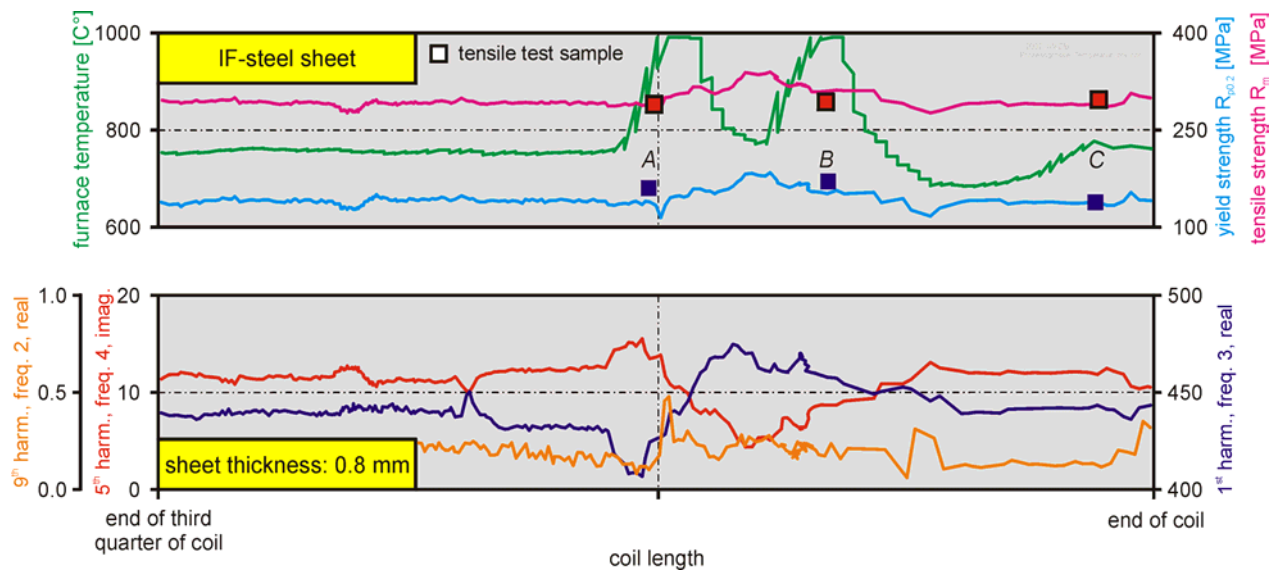 furnace temperature [C°]
1000
800
600
IF-steel sheet
tensile test sample
A
B
C
400
250
100
yield strength Rp0.2 [MPa]
tensile strength Rm [MPa]
9th harm., freq. 2, real
1.0
0.5
0.0
5th harm., freq. 4, imag.
20
10
0
sheet thickness: 0.8 mm
500
450
400
1st harm., freq. 3, real
end of third
quarter of coil
coil length
end of coil